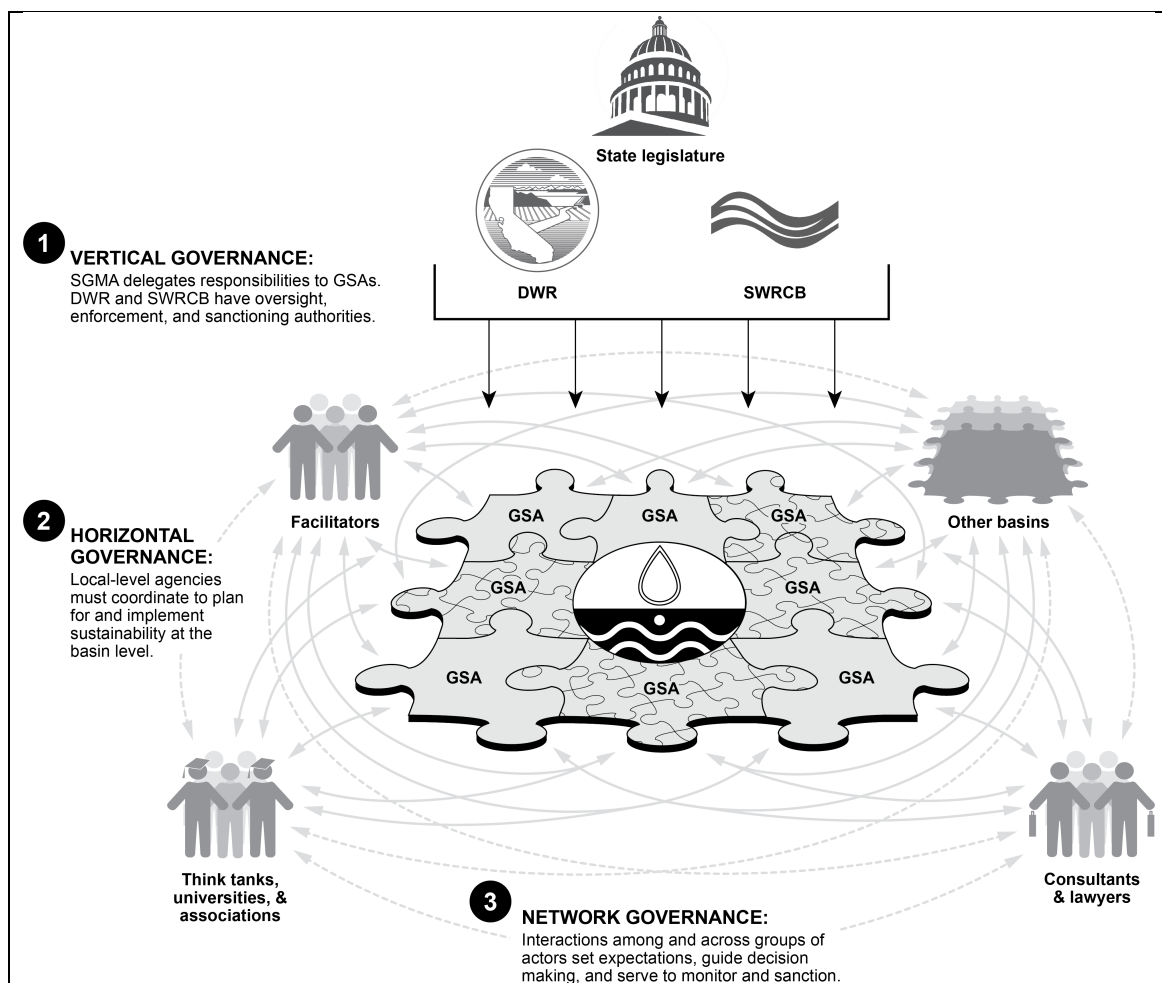 State legislature
1
VERTICAL GOVERNANCE:
SGMA delegates responsibilities to GSAs.
DWR and SWRCB have oversight,
enforcement, and sanctioning authorities.
DWR
SWRCB
Facilitators
Other basins
2
HORIZONTAL
GOVERNANCE:
Local-level agencies
must coordinate to plan
for and implement
sustainability at the
basin level.
GSA
GSA
GSA
GSA
GSA
GSA
GSA
GSA
Think tanks,
universities, &
associations
Consultants
& lawyers
3
NETWORK GOVERNANCE:
Interactions among and across groups of
actors set expectations, guide decision
making, and serve to monitor and sanction.